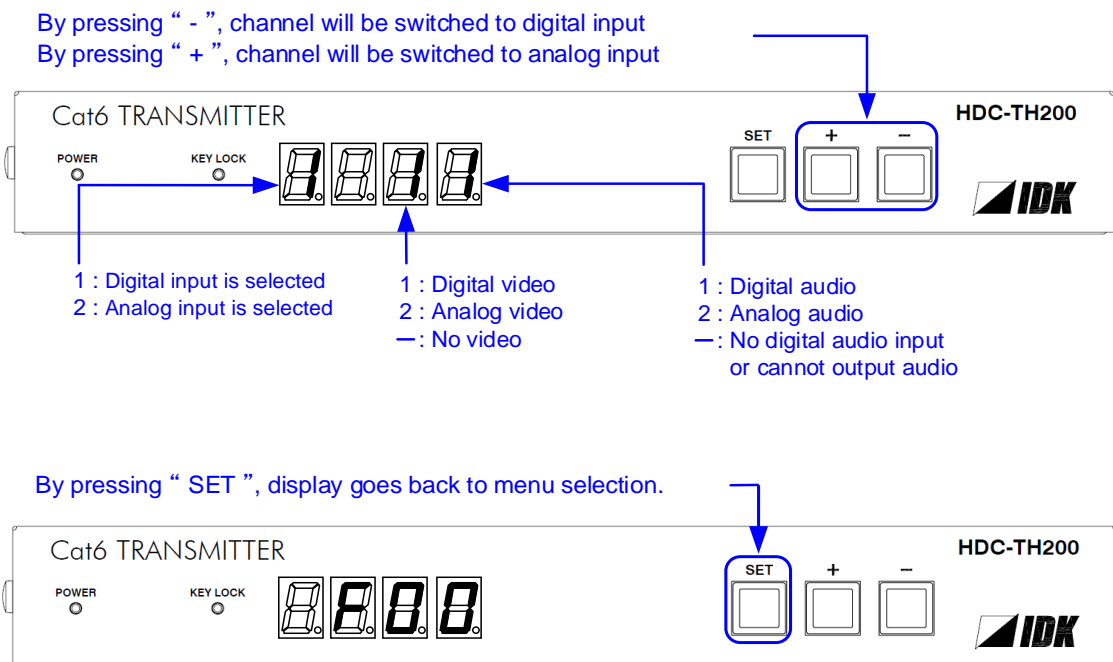 By pressing “ - ”, channel will be switched to digital input
By pressing “ + ”, channel will be switched to analog input
Cat6 TRANSMITTER
HDC-TH200
POWER
KEY LOCK
1 11
SET
+
−
IDK
1 : Digital input is selected
2 : Analog input is selected
1 : Digital video
2 : Analog video
− : No video
1 : Digital audio
2 : Analog audio
− : No digital audio input
or cannot output audio
By pressing “ SET ”, display goes back to menu selection.
Cat6 TRANSMITTER
HDC-TH200
POWER
KEY LOCK
F00
SET
+
−
IDK